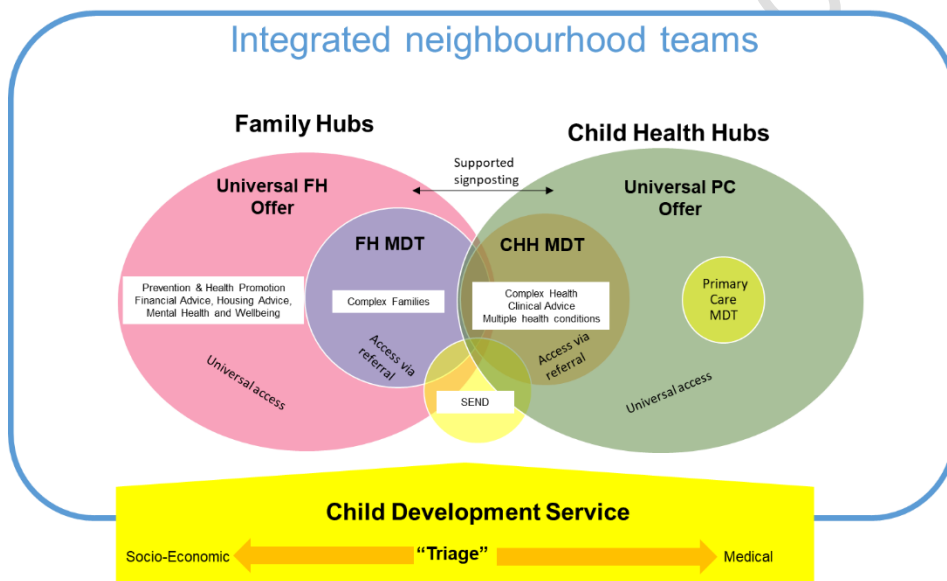 Integrated neighbourhood teams
Family Hubs
Child Health Hubs
Supported
signposting
Universal FH
Offer
Universal PC
Offer
FH MDT
CHH MDT
Prevention & Health Promotion
Financial Advice, Housing Advice,
Mental Health and Wellbeing
Complex Families
Complex Health
Clinical Advice
Multiple health conditions
Primary
Care
MDT
Access via
referral
Access via
referral
Universal access
Universal access
SEND
Child Development Service
Socio-Economic
“Triage”
Medical